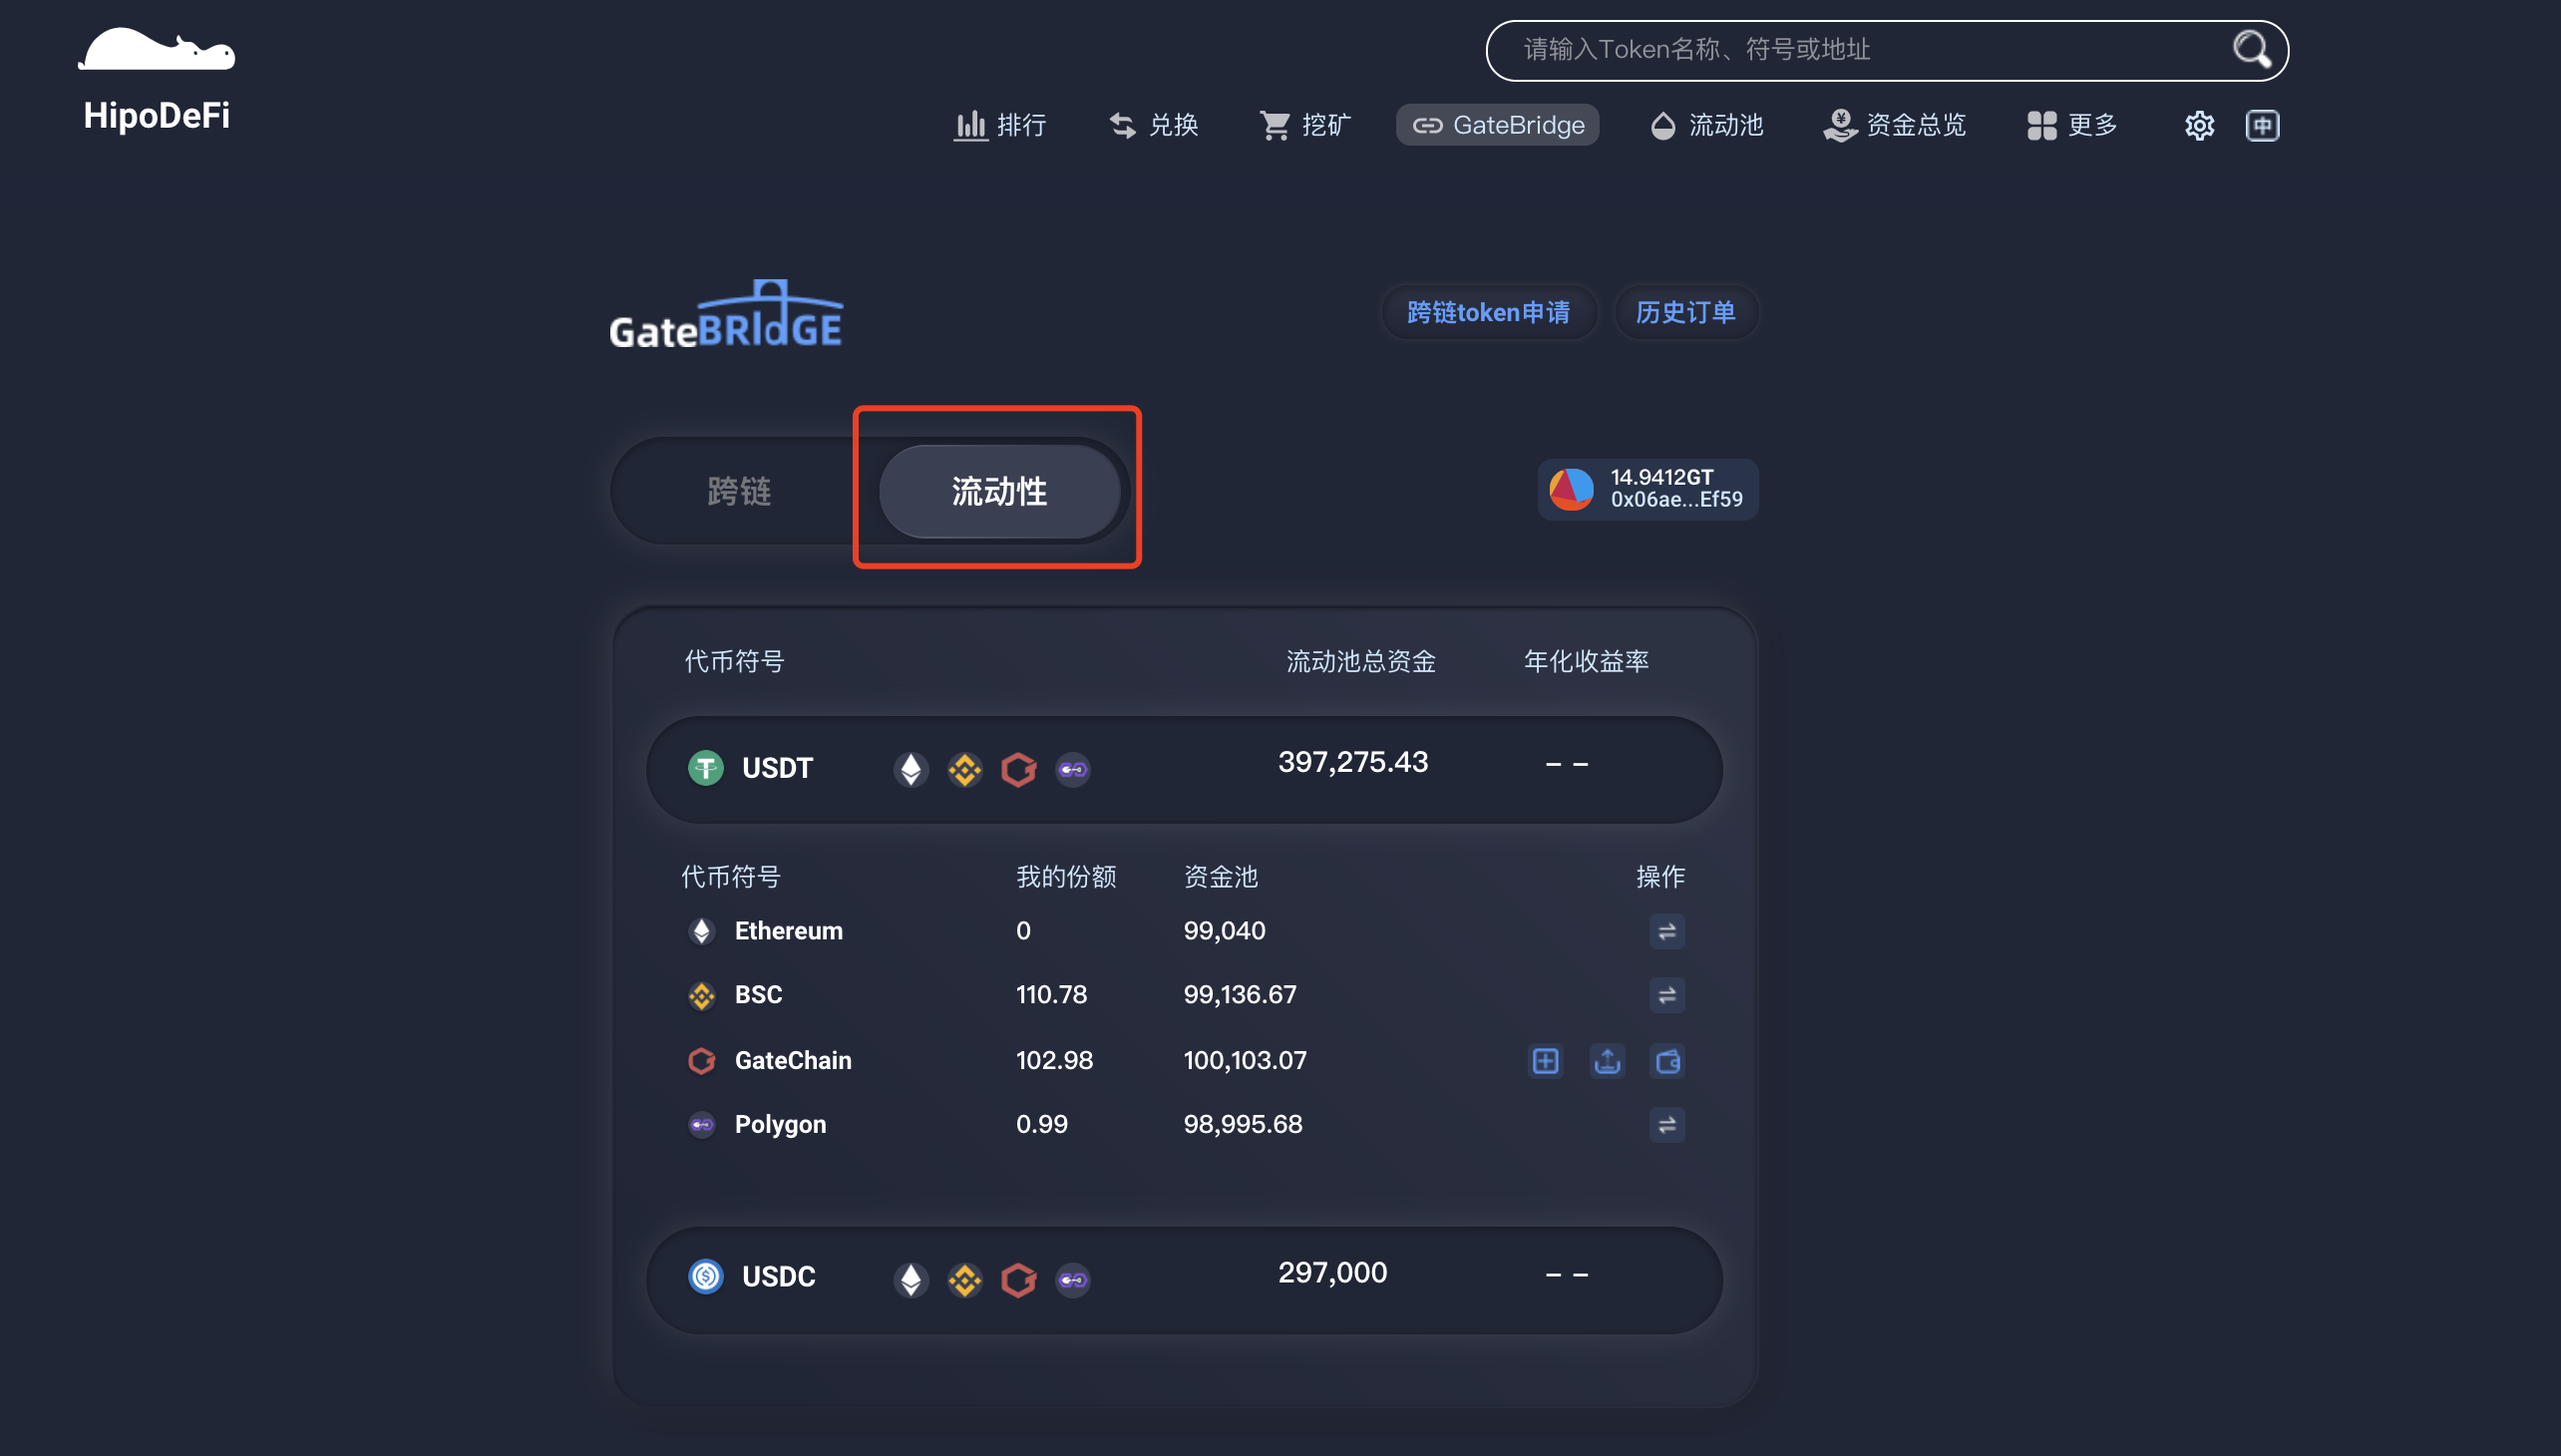 请输入Token名称、符号或地址
HipoDeFi
排行 兑换 挖矿 GateBridge 流动池 资金总览 更多 中
GateBRIdGE
跨链token申请 历史订单
跨链 流动性
14.9412GT
0x06ae...Ef59
代币符号 流动池总资金 年化收益率
USDT 397,275.43 – –
代币符号 我的份额 资金池 操作
Ethereum 0 99,040
BSC 110.78 99,136.67
GateChain 102.98 100,103.07
Polygon 0.99 98,995.68
USDC 297,000 – –